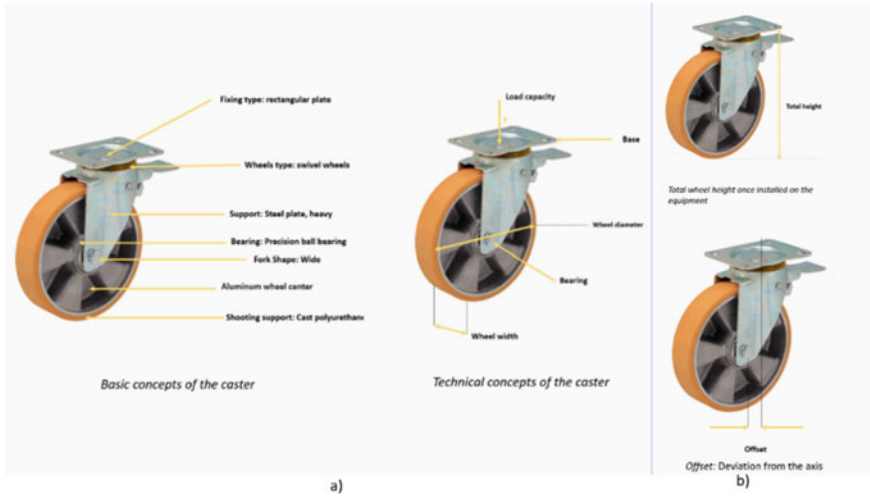 Fixing type: rectangular plate
Wheels type: swivel wheels
Support: Steel plate, heavy
Bearing: Precision ball bearing
Fork Shape: Wide
Aluminum wheel center
Shooting support: Cast polyurethan
Basic concepts of the caster
Load capacity
Base
Wheel diameter
Bearing
Wheel width
Technical concepts of the caster
a)
Total height
Total wheel height once installed on the
equipment
Offset
Offset: Deviation from the axis
b)